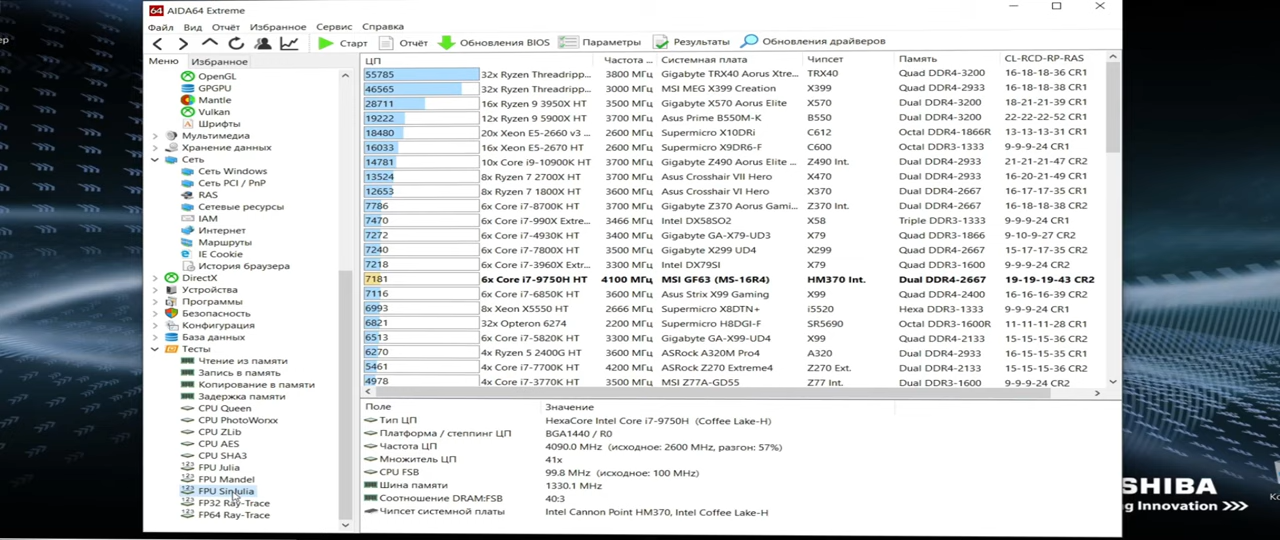 AIDA64 Extreme
Файл Вид Отчёт Избранное Сервис Справка
Старт Отчёт Обновления BIOS Параметры Результаты Обновления драйверов
Меню Избранное
OpenGL
GPGPU
Mantle
Vulkan
Шрифты
Мультимедиа
Хранение данных
Сеть
Сеть Windows
Сеть PCI / PnP
RAS
Сетевые ресурсы
IAM
Интернет
Маршруты
IE Cookie
История браузера
DirectX
Устройства
Программы
Безопасность
Конфигурация
База данных
Тесты
Чтение из памяти
Запись в память
Копирование в памяти
Задержка памяти
CPU Queen
CPU PhotoWorxx
CPU ZLib
CPU AES
CPU SHA3
FPU Julia
FPU Mandel
FPU SinJulia
FP32 Ray-Trace
FP64 Ray-Trace
ЦП Частота ... Системная плата Чипсет Память CL-RCD-RP-RAS
55785 32x Ryzen Threadripp... 3800 МГц Gigabyte TRX40 Aorus Xtre... TRX40 Quad DDR4-3200 16-18-18-36 CR1
46565 32x Ryzen Threadripp... 3000 МГц MSI MEG X399 Creation X399 Quad DDR4-2933 16-18-18-38 CR1
28711 16x Ryzen 9 3950X HT 3500 МГц Gigabyte X570 Aorus Elite X570 Dual DDR4-3200 18-21-21-39 CR1
19222 12x Ryzen 9 5900X HT 3700 МГц Asus Prime B550M-K B550 Dual DDR4-3200 22-22-22-52 CR1
18480 20x Xeon E5-2660 v3 ... 2600 МГц Supermicro X10DRi C612 Octal DDR4-1866R 13-13-13-31 CR1
16033 16x Xeon E5-2670 HT 2600 МГц Supermicro X9DR6-F C600 Octal DDR3-1333 9-9-9-24 CR1
14781 10x Core i9-10900K HT 3700 МГц Gigabyte Z490 Aorus Elite ... Z490 Int. Dual DDR4-2933 21-21-21-47 CR2
13524 8x Ryzen 7 2700X HT 3700 МГц Asus Crosshair VII Hero X470 Dual DDR4-2933 16-20-21-49 CR1
12653 8x Ryzen 7 1800X HT 3600 МГц Asus Crosshair VI Hero X370 Dual DDR4-2667 16-17-17-35 CR1
7786 6x Core i7-8700K HT 3700 МГц Gigabyte Z370 Aorus Gami... Z370 Int. Dual DDR4-2667 16-18-18-38 CR2
7470 6x Core i7-990X Extre... 3466 МГц Intel DX58SO2 X58 Triple DDR3-1333 9-9-9-24 CR1
7272 6x Core i7-4930K HT 3400 МГц Gigabyte GA-X79-UD3 X79 Quad DDR3-1866 9-10-9-27 CR2
7240 6x Core i7-7800X HT 3500 МГц Gigabyte X299 UD4 X299 Quad DDR4-2667 15-17-17-35 CR2
7218 6x Core i7-3960X Extre... 3300 МГц Intel DX79SI X79 Quad DDR3-1600 9-9-9-24 CR2
7181 6x Core i7-9750H HT 4100 МГц MSI GF63 (MS-16R4) HM370 Int. Dual DDR4-2667 19-19-19-43 CR2
7116 6x Core i7-6850K HT 3600 МГц Asus Strix X99 Gaming X99 Quad DDR4-2400 16-16-16-39 CR2
6993 8x Xeon X5550 HT 2666 МГц Supermicro X8DTN+ i5520 Hexa DDR3-1333 9-9-9-24 CR1
6821 32x Opteron 6274 2200 МГц Supermicro H8DGI-F SR5690 Octal DDR3-1600R 11-11-11-28 CR1
6513 6x Core i7-5820K HT 3300 МГц Gigabyte GA-X99-UD4 X99 Quad DDR4-2133 15-15-15-36 CR2
6270 4x Ryzen 5 2400G HT 3600 МГц ASRock A320M Pro4 A320 Dual DDR4-2933 16-15-15-35 CR1
5461 4x Core i7-7700K HT 4200 МГц ASRock Z270 Extreme4 Z270 Ext. Dual DDR4-2133 15-15-15-36 CR2
4978 4x Core i7-3770K HT 3500 МГц MSI Z77A-GD55 Z77 Int. Dual DDR3-1600 9-9-9-24 CR2
Поле Значение
Тип ЦП HexaCore Intel Core i7-9750H (Coffee Lake-H)
Платформа / степпинг ЦП BGA1440 / R0
Частота ЦП 4090.0 MHz (исходное: 2600 MHz, разгон: 57%)
Множитель ЦП 41x
CPU FSB 99.8 MHz (исходное: 100 MHz)
Шина памяти 1330.1 MHz
Соотношение DRAM:FSB 40:3
Чипсет системной платы Intel Cannon Point HM370, Intel Coffee Lake-H
SHIBA
g Innovation >>>